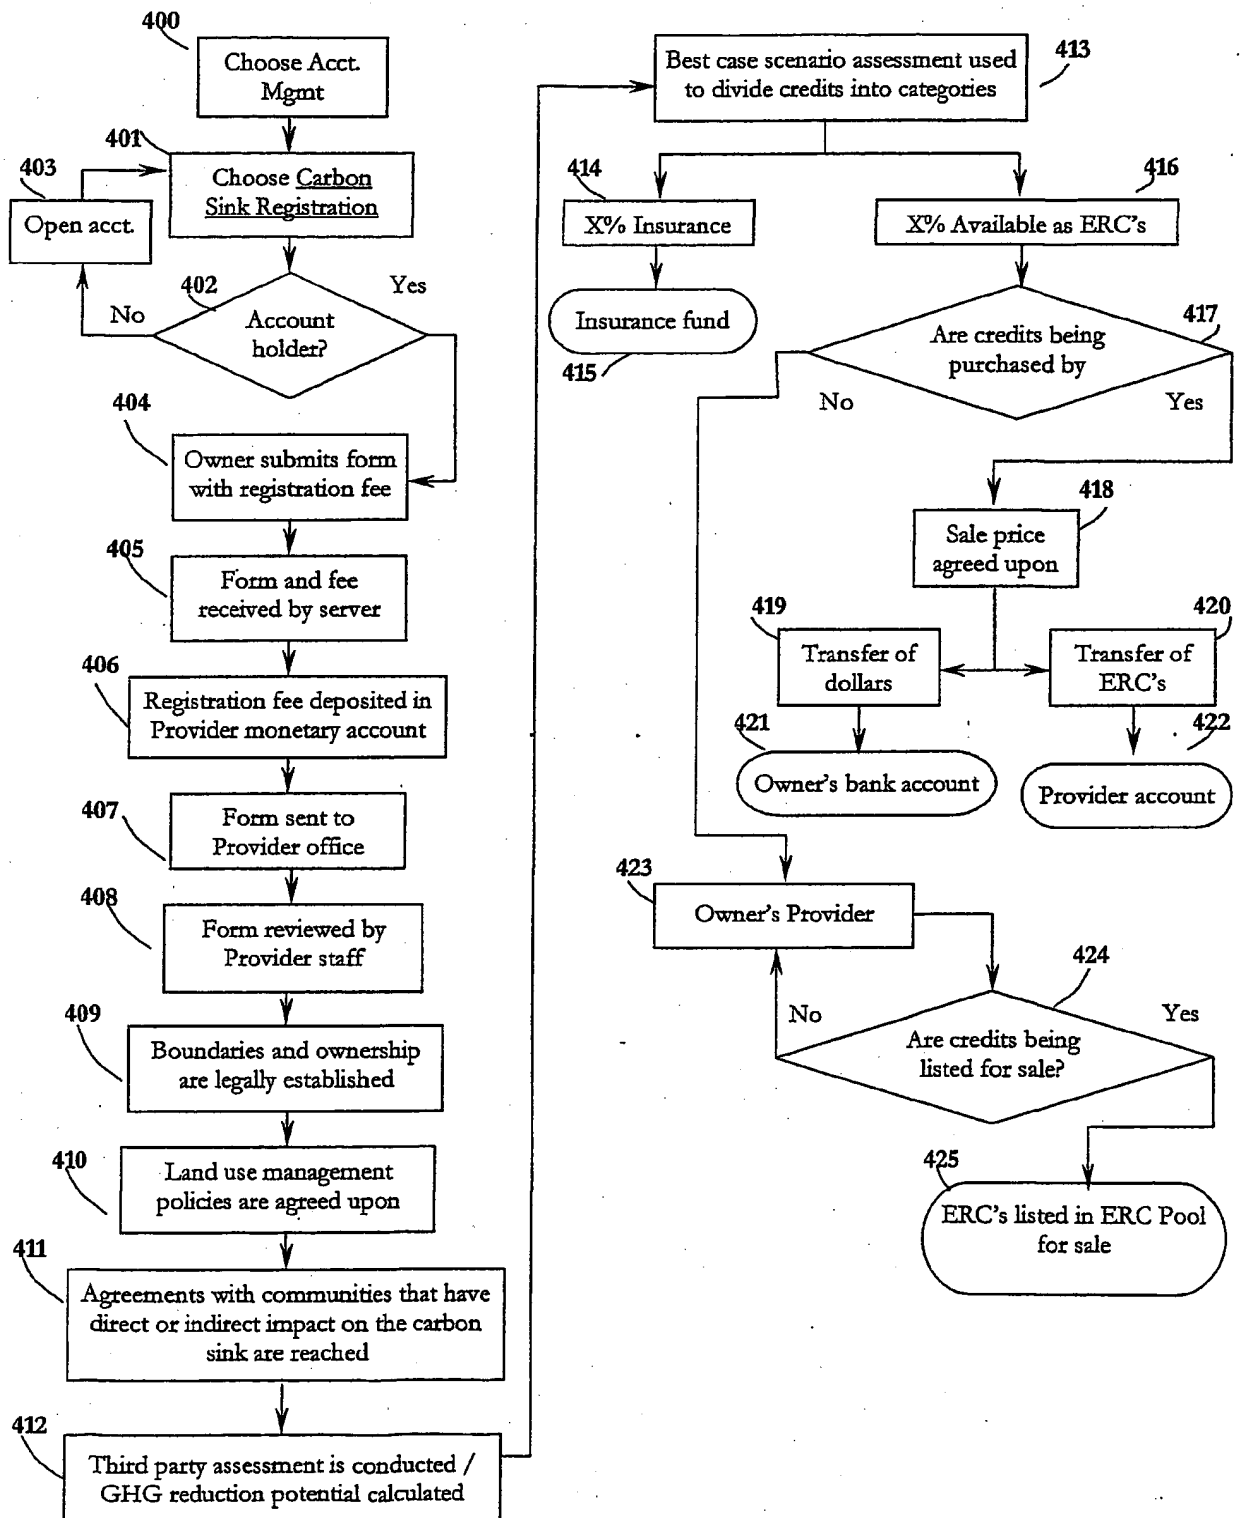 400
Choose Acct.
Mgmt
401
Choose Carbon
Sink Registration
403
Open acct.
402
Yes
No
Account
holder?
404
Owner submits form
with registration fee
405
Form and fee
received by server
406
Registration fee deposited in
Provider monetary account
407
Form sent to
Provider office
408
Form reviewed by
Provider staff
409
Boundaries and ownership
are legally established
410
Land use management
policies are agreed upon
411
Agreements with communities that have
direct or indirect impact on the carbon
sink are reached
412
Third party assessment is conducted /
GHG reduction potential calculated
413
Best case scenario assessment used
to divide credits into categories
414
X% Insurance
Insurance fund
415
416
X% Available as ERC's
417
Are credits being
purchased by
No
Yes
418
Sale price
agreed upon
419
Transfer of
dollars
420
Transfer of
ERC's
421
Owner's bank account
422
Provider account
423
Owner's Provider
424
No
Yes
Are credits being
listed for sale?
425
ERC's listed in ERC Pool
for sale